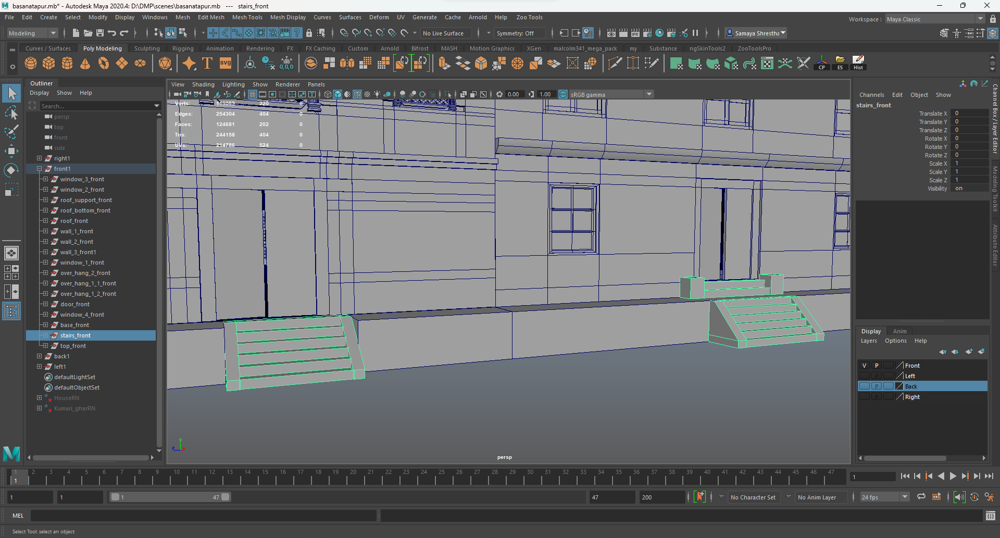 basanatapur.mb* - Autodesk Maya 2020.4: D:\DMP\scenes\basanatapur.mb --- stairs_front
File Edit Create Select Modify Display Windows Mesh Edit Mesh Mesh Tools Mesh Display Curves Surfaces Deform UV Generate Cache Arnold Help Zoo Tools
Workspace : Maya Classic
Modeling No Live Surface Symmetry: Off Samaya Shrestha
Curves / Surfaces Poly Modeling Sculpting Rigging Animation Rendering FX FX Caching Custom Arnold Bifrost MASH Motion Graphics XGen malcolm341_mega_pack my Substance ngSkinTools2 ZooToolsPro
T SVG 0,0,0 CP ES Hist
Outliner
Display Show Help
Search...
persp
top
front
side
right1
front1
window_3_front
window_2_front
roof_support_front
roof_bottom_front
roof_front
wall_1_front
wall_2_front
wall_3_front1
window_1_front
over_hang_2_front
over_hang_1_1_front
over_hang_1_2_front
door_front
window_4_front
base_front
stairs_front
top_front
back1
left1
defaultLightSet
defaultObjectSet
HouseRN
Kumari_gharRN
View Shading Lighting Show Renderer Panels
0.00 1.00 ON sRGB gamma
Verts: 119089 220 0
Edges: 254304 404 0
Faces: 124681 202 0
Tris: 244158 404 0
UVs: 214786 524 0
y
z x
persp
Channels Edit Object Show
stairs_front
Translate X 0
Translate Y 0
Translate Z 0
Rotate X 0
Rotate Y 0
Rotate Z 0
Scale X 1
Scale Y 1
Scale Z 1
Visibility on
Channel Box / Layer Editor
Modeling Toolkit
Attribute Editor
Display Anim
Layers Options Help
V P Front
P Left
P Back
P Right
1 2 3 4 5 6 7 8 9 10 11 12 13 14 15 16 17 18 19 20 21 22 23 24 25 26 27 28 29 30 31 32 33 34 35 36 37 38 39 40 41 42 43 44 45 46 47
1
1
1 1 1 47 47 200 No Character Set No Anim Layer 24 fps
MEL
Select Tool: select an object